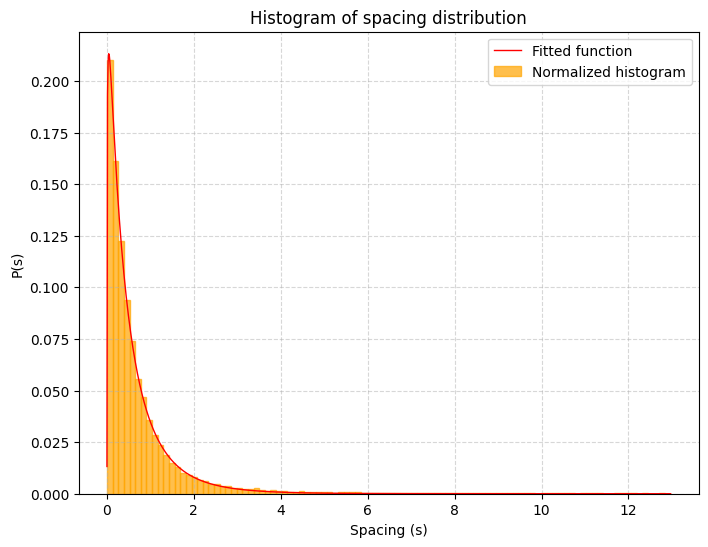 Histogram of spacing distribution
Fitted function
Normalized histogram
P(s)
0.200
0.175
0.150
0.125
0.100
0.075
0.050
0.025
0.000
0 2 4 6 8 10 12
Spacing (s)